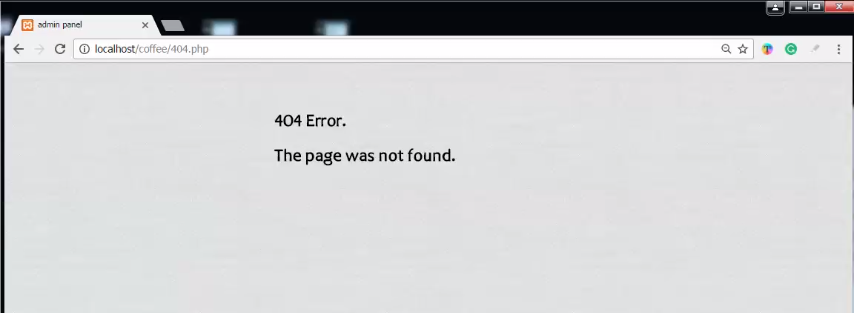 admin panel
localhost/coffee/404.php
404 Error.
The page was not found.